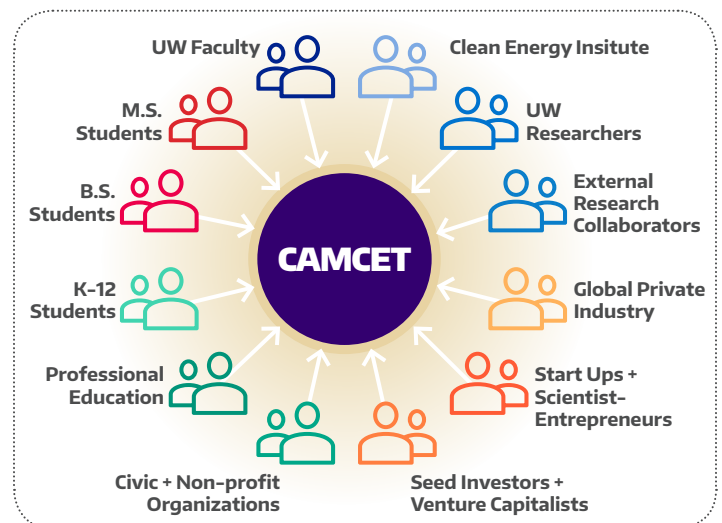 UW Faculty
Clean Energy Insitute
M.S.
Students
UW
Researchers
B.S.
Students
External
Research
Collaborators
CAMCET
K-12
Students
Global Private
Industry
Professional
Education
Start Ups +
Scientist-
Entrepreneurs
Civic + Non-profit
Organizations
Seed Investors +
Venture Capitalists